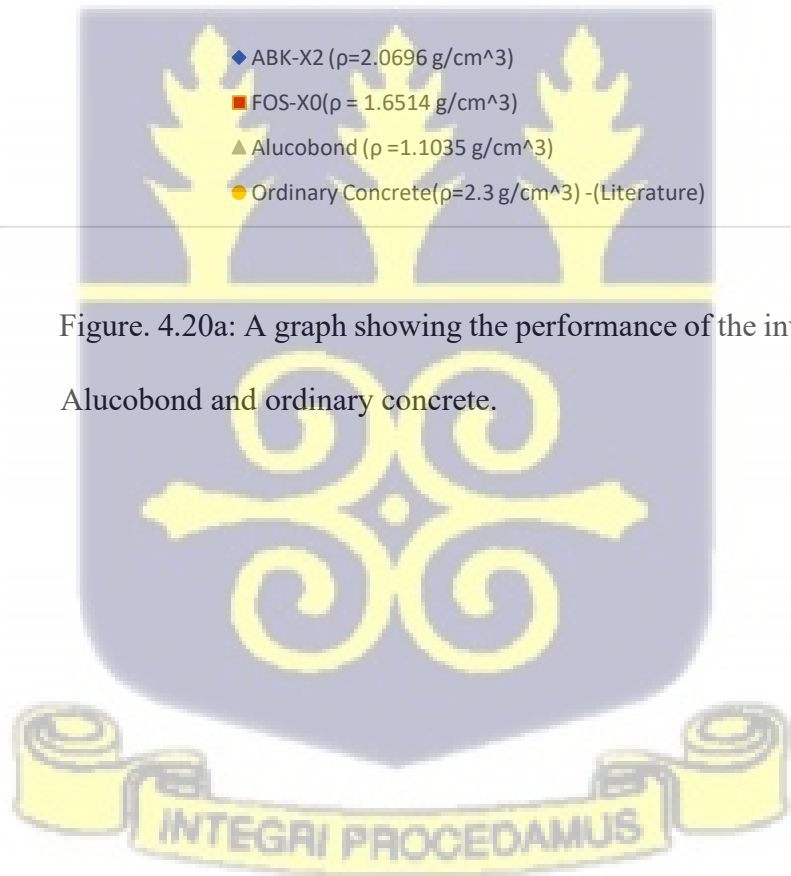 ABK-X2 (ρ=2.0696 g/cm^3)
FOS-X0(ρ = 1.6514 g/cm^3)
Alucobond (ρ =1.1035 g/cm^3)
Ordinary Concrete(ρ=2.3 g/cm^3) -(Literature)
Figure. 4.20a: A graph showing the performance of the
Alucobond and ordinary concrete.
INTEGRI PROCEDAMUS